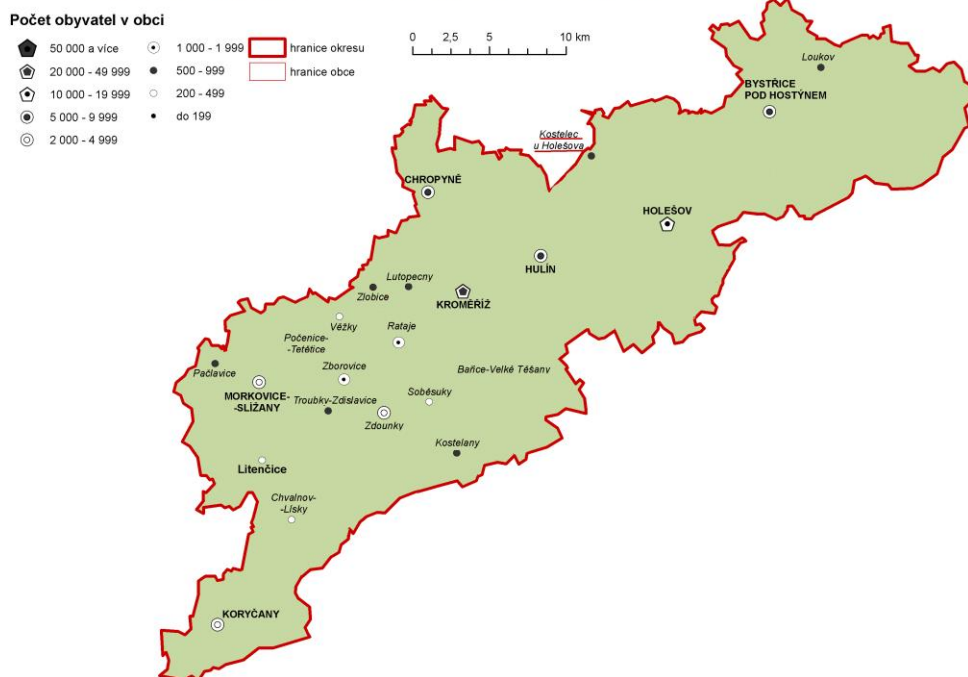 Počet obyvatel v obci
50 000 a více
20 000 - 49 999
10 000 - 19 999
5 000 - 9 999
2 000 - 4 999
1 000 - 1 999
500 - 999
200 - 499
do 199
hranice okresu
hranice obce
0 2,5 5 10 km
Loukov
BYSTŘICE
POD HOSTÝNEM
Kostelec
u Holešova
CHROPYNĚ
HOLEŠOV
HULÍN
Lutopecny
Zlobice
KROMĚŘÍŽ
Věžky
Rataje
Počenice-
-Tetětice
Pačlavice
Zborovice
Bařice-Velké Těšany
MORKOVICE-
-SLÍŽANY
Troubky-Zdislavice
Soběsuky
Zdounky
Kostelany
Litenčice
Chvalnov-
-Lísky
KORYČANY